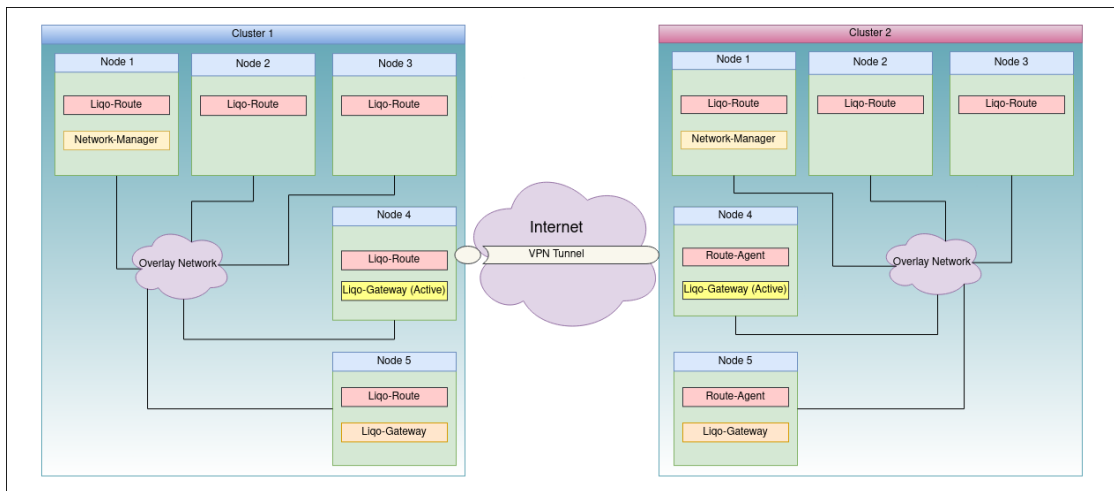 Cluster 1
Node 1
Liqo-Route
Network-Manager
Node 2
Liqo-Route
Node 3
Liqo-Route
Overlay Network
Node 4
Liqo-Route
Liqo-Gateway (Active)
Node 5
Liqo-Route
Liqo-Gateway
Internet
VPN Tunnel
Cluster 2
Node 1
Liqo-Route
Network-Manager
Node 2
Liqo-Route
Node 3
Liqo-Route
Node 4
Route-Agent
Liqo-Gateway (Active)
Overlay Network
Node 5
Route-Agent
Liqo-Gateway